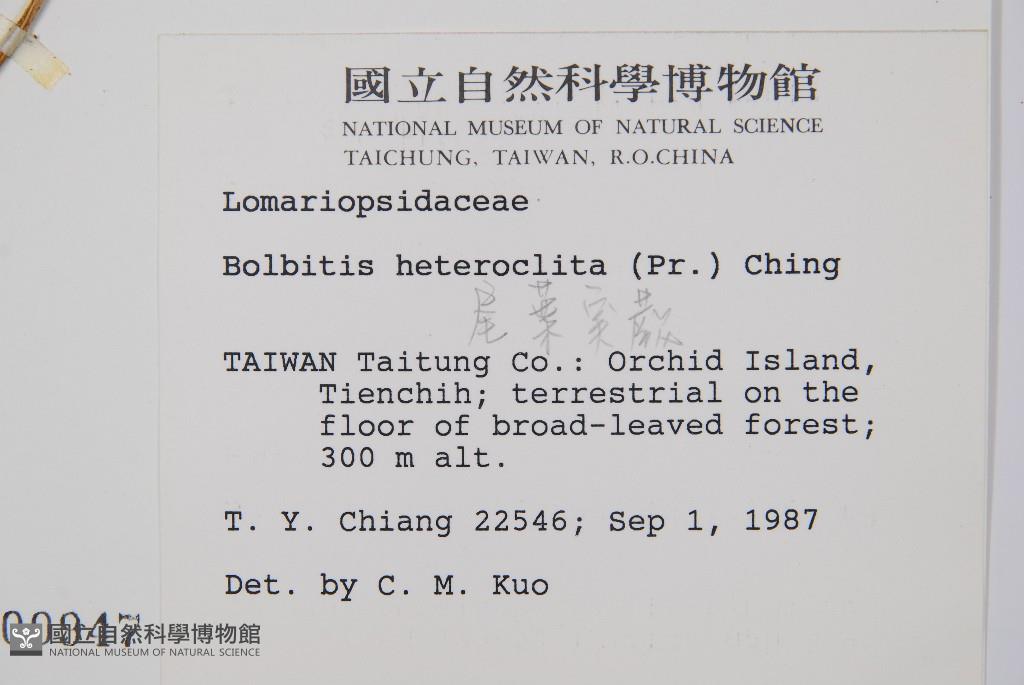 國立自然科學博物館
NATIONAL MUSEUM OF NATURAL SCIENCE
TAICHUNG, TAIWAN, R.O.CHINA
Lomariopsidaceae
Bolbitis heteroclita (Pr.) Ching
尾葉実蕨
TAIWAN Taitung Co.: Orchid Island,
Tienchih; terrestrial on the
floor of broad-leaved forest;
300 m alt.
T. Y. Chiang 22546; Sep 1, 1987
Det. by C. M. Kuo
國立自然科學博物館
NATIONAL MUSEUM OF NATURAL SCIENCE